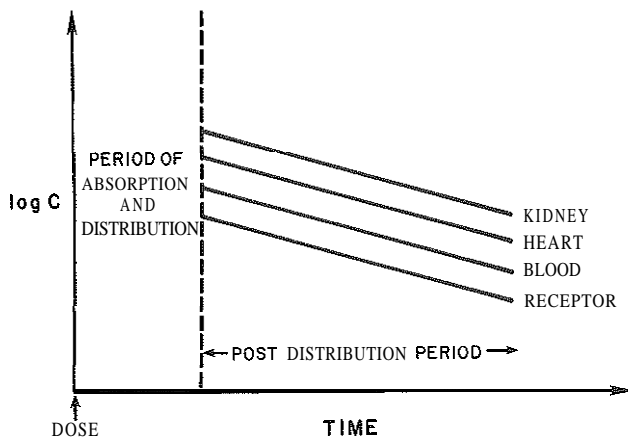 log C
PERIOD OF
ABSORPTION
AND
DISTRIBUTION
KIDNEY
HEART
BLOOD
RECEPTOR
POST DISTRIBUTION PERIOD
DOSE
TIME